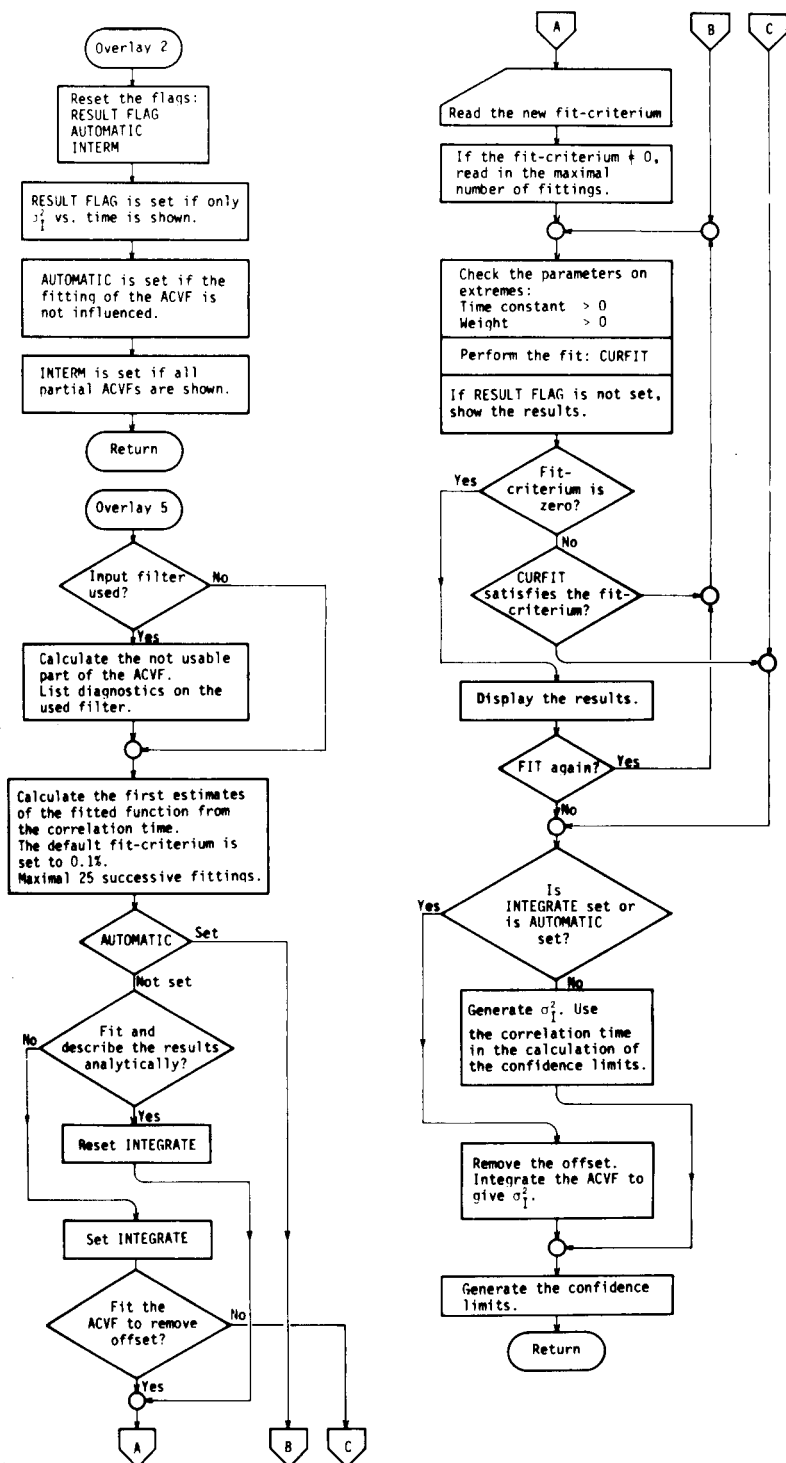 Overlay 2
Reset the flags:
RESULT FLAG
AUTOMATIC
INTERM
RESULT FLAG is set if only
σ²I vs. time is shown.
AUTOMATIC is set if the
fitting of the ACVF is
not influenced.
INTERM is set if all
partial ACVFs are shown.
Return
Overlay 5
Input filter
used?
No
Yes
Calculate the not usable
part of the ACVF.
List diagnostics on the
used filter.
Calculate the first estimates
of the fitted function from
the correlation time.
The default fit-criterium is
set to 0.1%.
Maximal 25 successive fittings.
AUTOMATIC
Set
Not set
Fit and
describe the results
analytically?
No
Yes
Reset INTEGRATE
Set INTEGRATE
Fit the
ACVF to remove
offset?
No
Yes
A
B
C
A
B
C
Read the new fit-criterium
If the fit-criterium ≠ 0,
read in the maximal
number of fittings.
Check the parameters on
extremes:
Time constant > 0
Weight > 0
Perform the fit: CURFIT
If RESULT FLAG is not set,
show the results.
Yes
Fit-
criterium is
zero?
No
CURFIT
satisfies the fit-
criterium?
Display the results.
FIT again?
Yes
No
Yes
Is
INTEGRATE set or
is AUTOMATIC
set?
No
Generate σ²I. Use
the correlation time
in the calculation of
the confidence limits.
Remove the offset.
Integrate the ACVF to
give σ²I.
Generate the confidence
limits.
Return